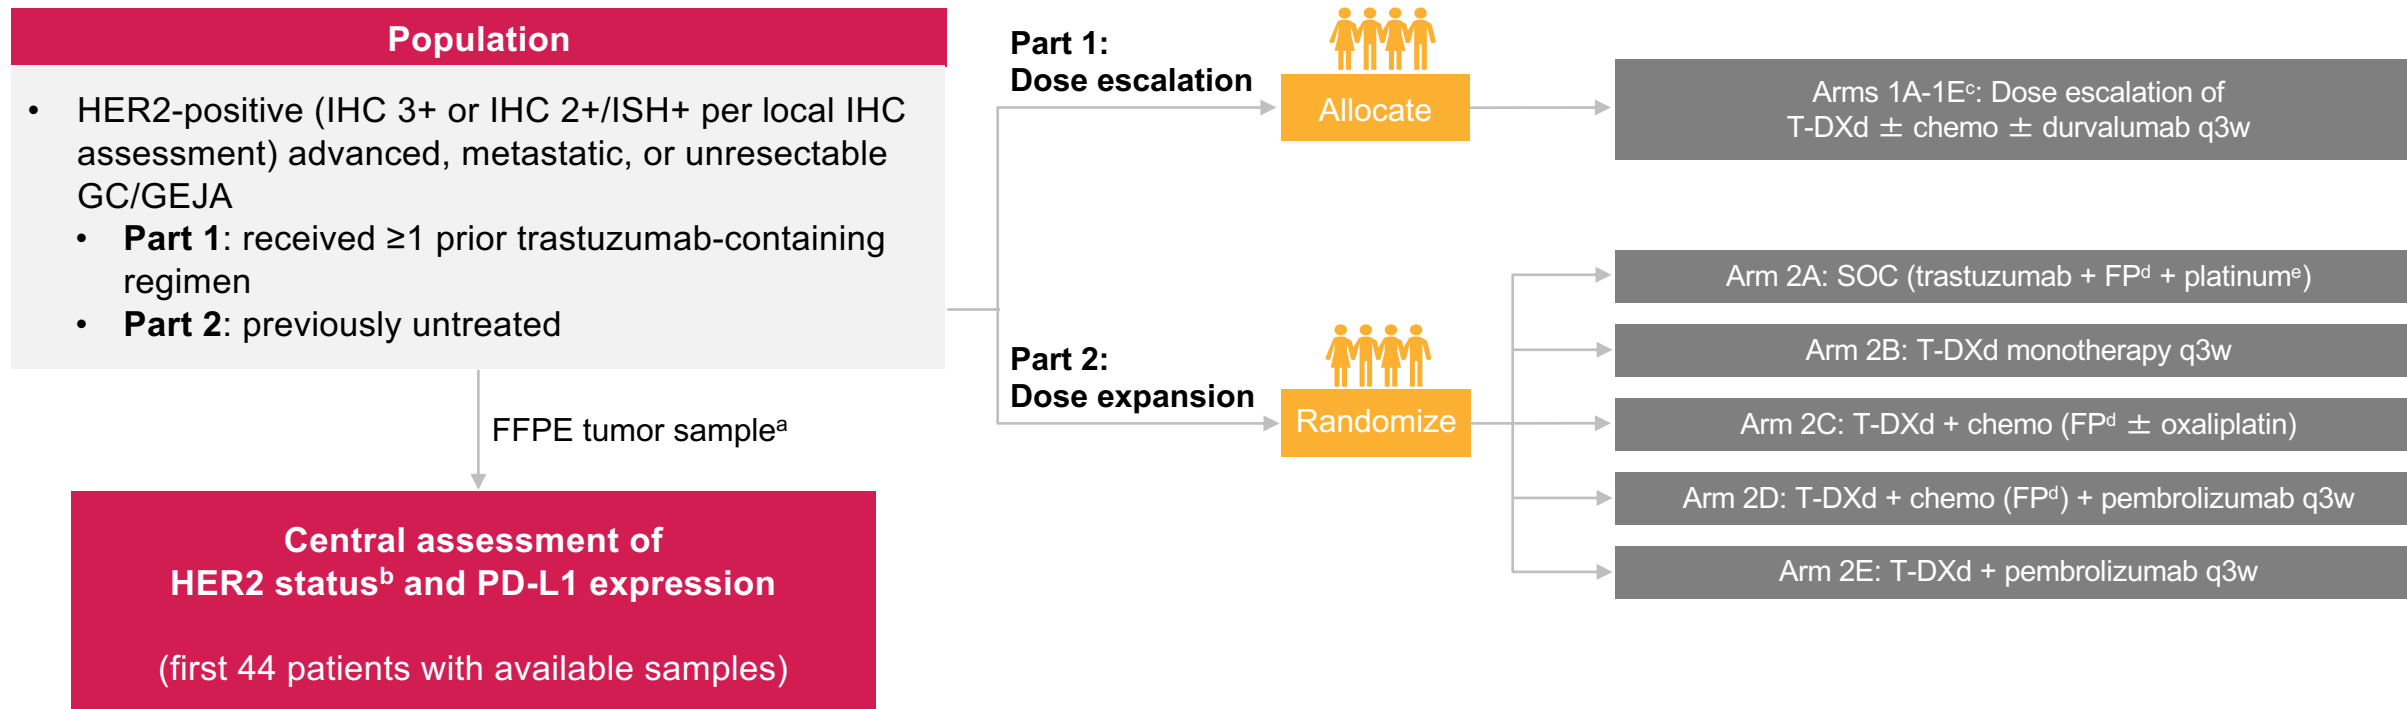 Population
• HER2-positive (IHC 3+ or IHC 2+/ISH+ per local IHC
assessment) advanced, metastatic, or unresectable
GC/GEJA
• Part 1: received ≥1 prior trastuzumab-containing
regimen
• Part 2: previously untreated
FFPE tumor sampleᵃ
Central assessment of
HER2 statusᵇ and PD-L1 expression
(first 44 patients with available samples)
Part 1:
Dose escalation
Allocate
Arms 1A-1Eᶜ: Dose escalation of
T-DXd ± chemo ± durvalumab q3w
Part 2:
Dose expansion
Randomize
Arm 2A: SOC (trastuzumab + FPᵈ + platinumᵉ)
Arm 2B: T-DXd monotherapy q3w
Arm 2C: T-DXd + chemo (FPᵈ ± oxaliplatin)
Arm 2D: T-DXd + chemo (FPᵈ) + pembrolizumab q3w
Arm 2E: T-DXd + pembrolizumab q3w